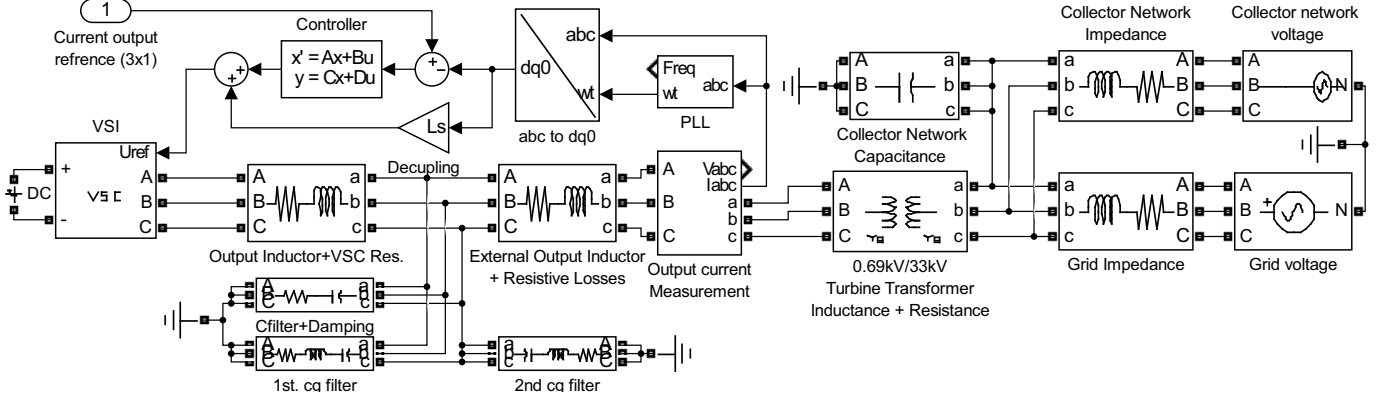 1
Current output
refrence (3x1)
Controller
x' = Ax+Bu
y = Cx+Du
+
+
+
-
Ls
Decupling
abc
dq0
wt
abc to dq0
Freq
wt
abc
PLL
VSI
Uref
+
-
DC
VSC
A
B
C
A
B
C
a
b
c
Output Inductor+VSC Res.
A
B
C
a
b
c
External Output Inductor
+ Resistive Losses
A
B
C
Vabc
Iabc
a
b
c
Output current
Measurement
A
B
C
a
b
c
Cfilter+Damping
A
B
C
a
b
c
1st. cg filter
a
b
c
A
B
C
2nd cg filter
A
B
C
a
b
c
Collector Network
Capacitance
A
B
C
a
b
c
0.69kV/33kV
Turbine Transformer
Inductance + Resistance
Collector Network
Impedance
a
b
c
A
B
C
Collector network
voltage
A
B
C
N
a
b
c
A
B
C
Grid Impedance
A
B
C
+
N
Grid voltage